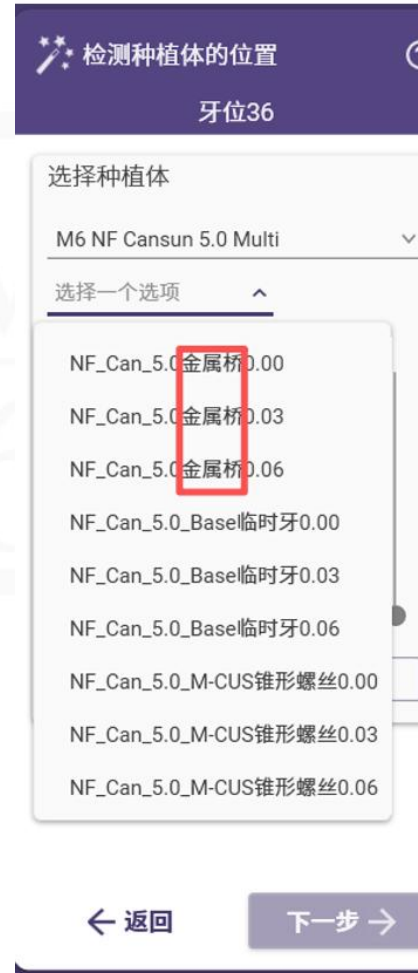 检测种植体的位置
牙位36
选择种植体
M6 NF Cansun 5.0 Multi
选择一个选项
NF_Can_5.0金属桥0.00
NF_Can_5.0金属桥0.03
NF_Can_5.0金属桥0.06
NF_Can_5.0_Base临时牙0.00
NF_Can_5.0_Base临时牙0.03
NF_Can_5.0_Base临时牙0.06
NF_Can_5.0_M-CUS锥形螺丝0.00
NF_Can_5.0_M-CUS锥形螺丝0.03
NF_Can_5.0_M-CUS锥形螺丝0.06
返回
下一步